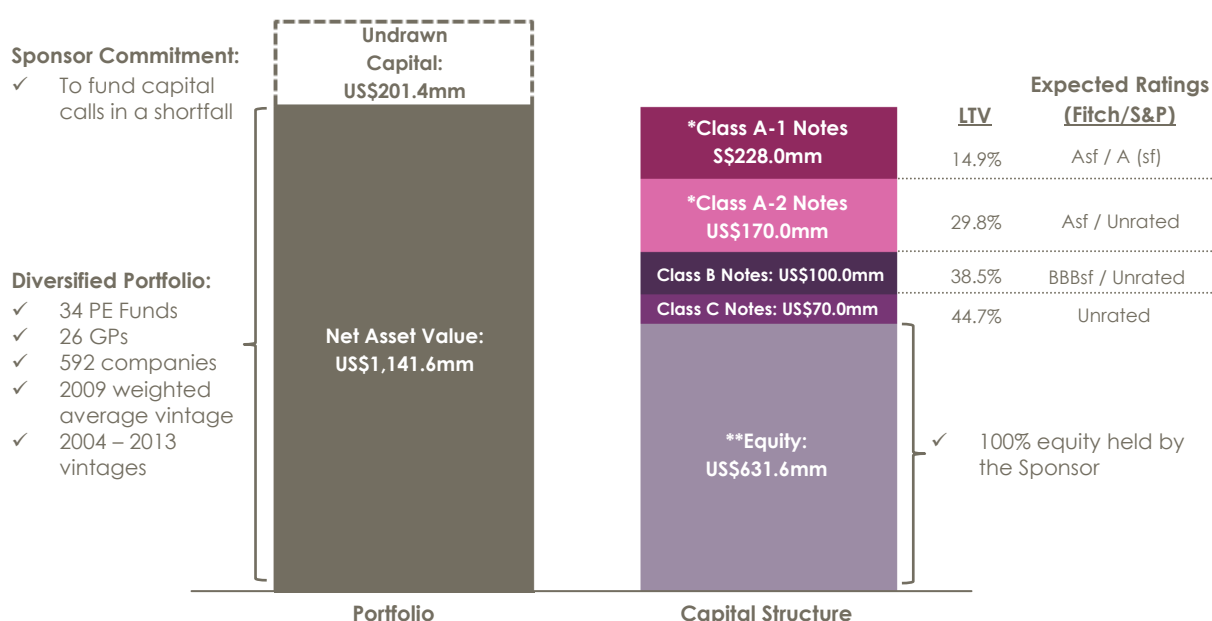 Sponsor Commitment:
✓ To fund capital
calls in a shortfall
Diversified Portfolio:
✓ 34 PE Funds
✓ 26 GPs
✓ 592 companies
✓ 2009 weighted
average vintage
✓ 2004 – 2013
vintages
Undrawn
Capital:
US$201.4mm
Net Asset Value:
US$1,141.6mm
Portfolio
*Class A-1 Notes
S$228.0mm
*Class A-2 Notes
US$170.0mm
Class B Notes: US$100.0mm
Class C Notes: US$70.0mm
**Equity:
US$631.6mm
Capital Structure
LTV
14.9%
29.8%
38.5%
44.7%
Expected Ratings
(Fitch/S&P)
Asf / A (sf)
Asf / Unrated
BBBsf / Unrated
Unrated
✓ 100% equity held by
the Sponsor